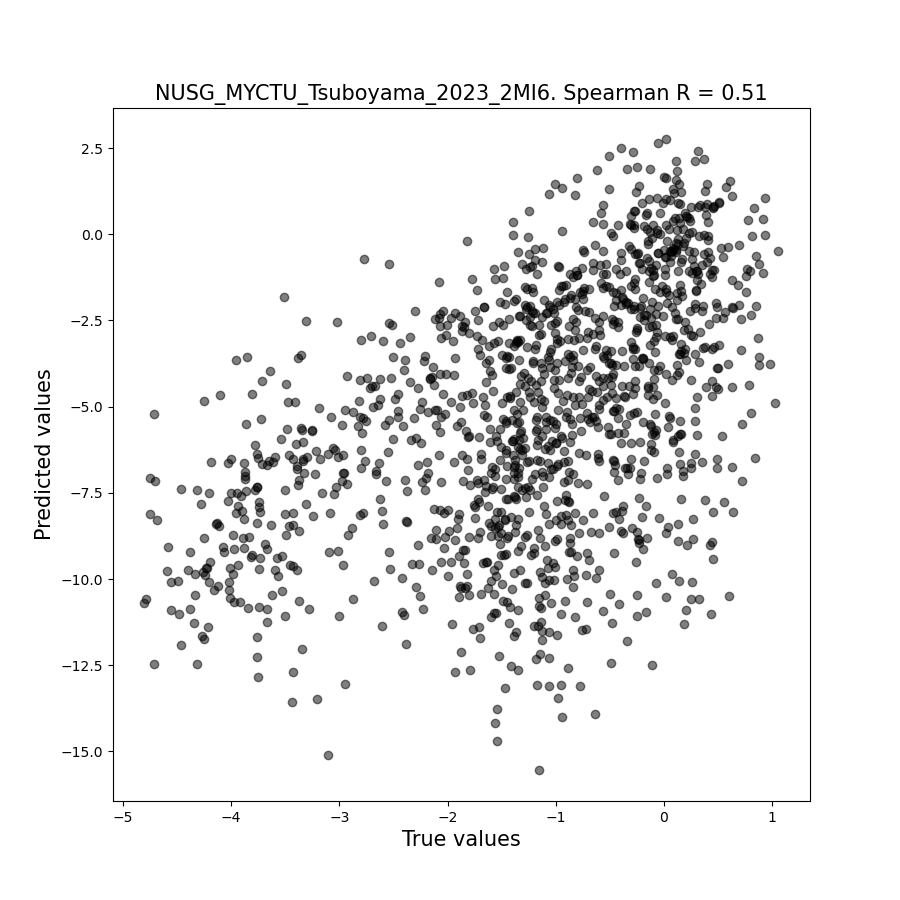 NUSG_MYCTU_Tsuboyama_2023_2MI6. Spearman R = 0.51
2.5
0.0
−2.5
−5.0
−7.5
−10.0
−12.5
−15.0
Predicted values
−5 −4 −3 −2 −1 0 1
True values